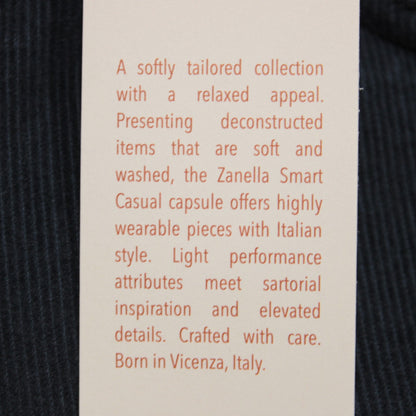 A softly tailored collection
with a relaxed appeal.
Presenting deconstructed
items that are soft and
washed, the Zanella Smart
Casual capsule offers highly
wearable pieces with Italian
style. Light performance
attributes meet sartorial
inspiration and elevated
details. Crafted with care.
Born in Vicenza, Italy.